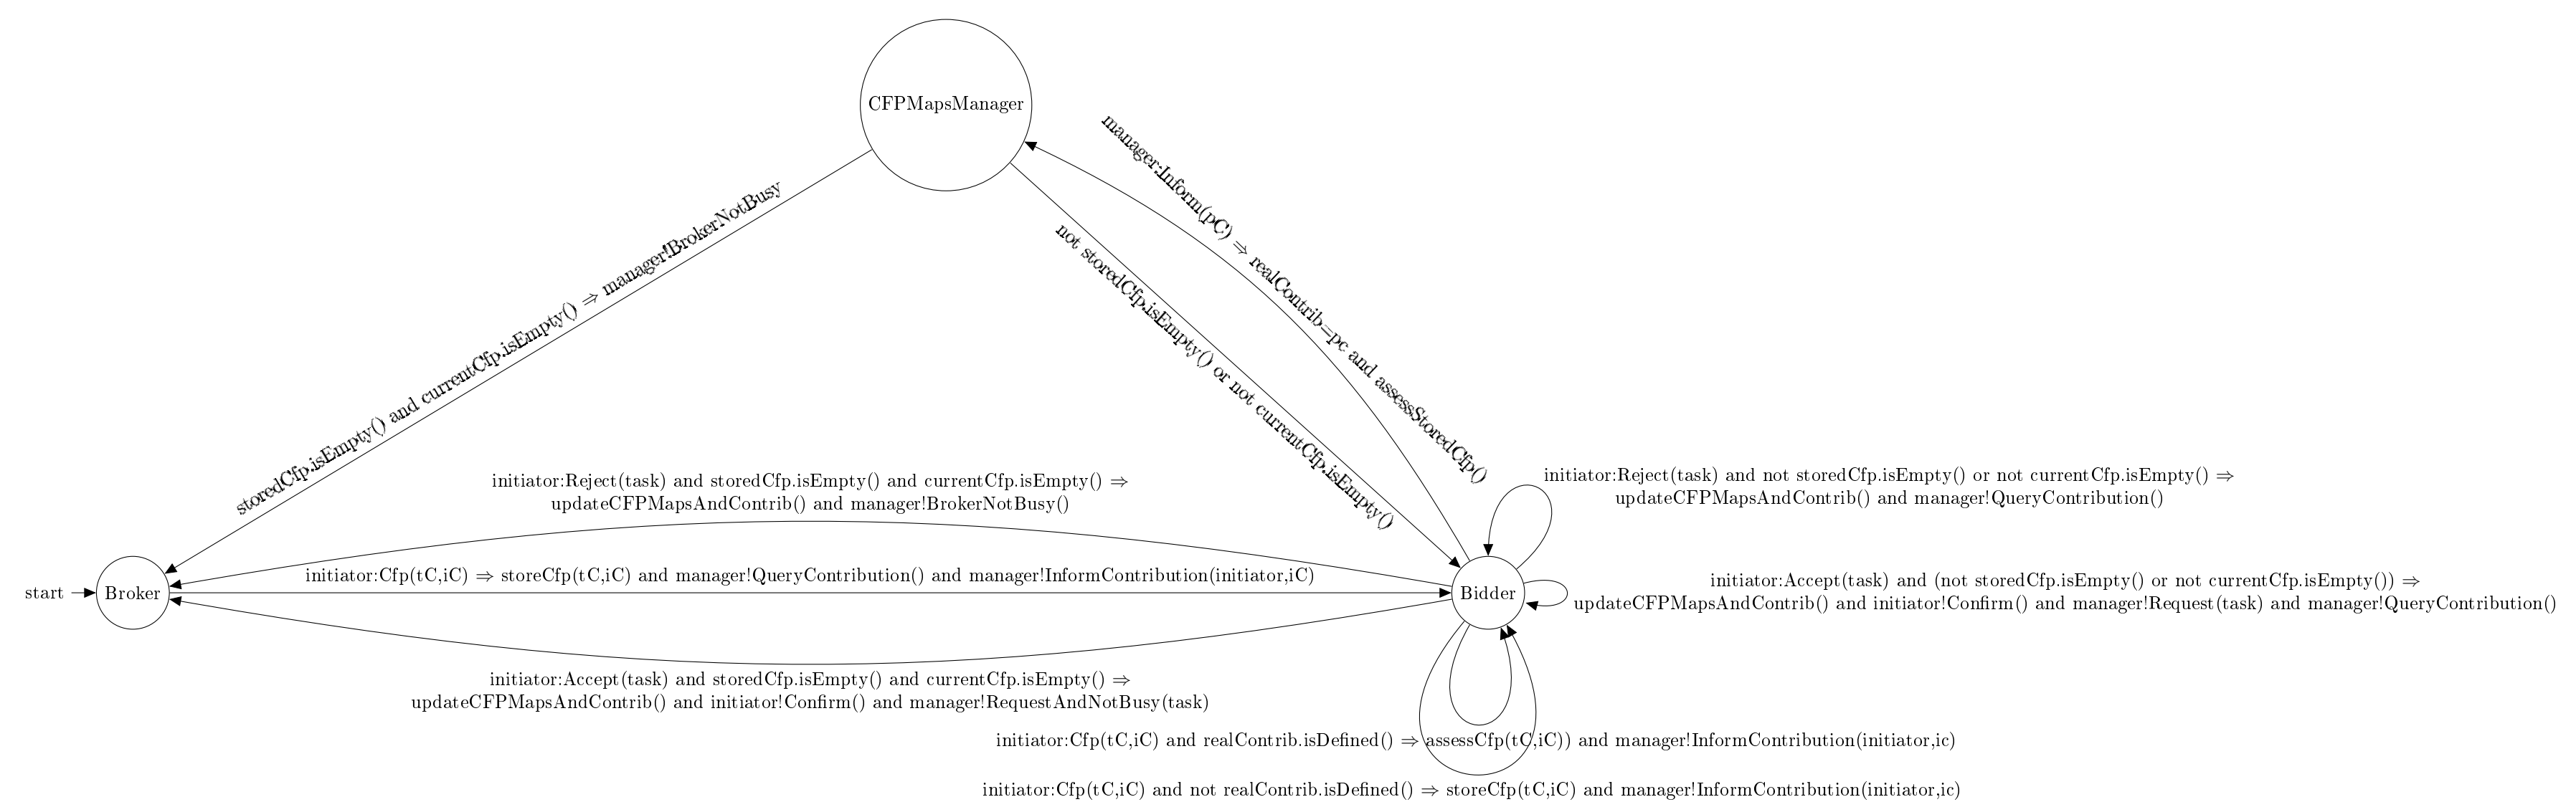 CFPMapsManager
manager:Inform(pC) ⇒ realContrib=pc and assessStoredCfp()
storedCfp.isEmpty() and currentCfp.isEmpty() ⇒ manager!BrokerNotBusy
not storedCfp.isEmpty() or not currentCfp.isEmpty()
initiator:Reject(task) and storedCfp.isEmpty() and currentCfp.isEmpty() ⇒
updateCFPMapsAndContrib() and manager!BrokerNotBusy()
initiator:Reject(task) and not storedCfp.isEmpty() or not currentCfp.isEmpty() ⇒
updateCFPMapsAndContrib() and manager!QueryContribution()
start
Broker
initiator:Cfp(tC,iC) ⇒ storeCfp(tC,iC) and manager!QueryContribution() and manager!InformContribution(initiator,iC)
Bidder
initiator:Accept(task) and (not storedCfp.isEmpty() or not currentCfp.isEmpty()) ⇒
updateCFPMapsAndContrib() and initiator!Confirm() and manager!Request(task) and manager!QueryContribution()
initiator:Accept(task) and storedCfp.isEmpty() and currentCfp.isEmpty() ⇒
updateCFPMapsAndContrib() and initiator!Confirm() and manager!RequestAndNotBusy(task)
initiator:Cfp(tC,iC) and realContrib.isDefined() ⇒ assessCfp(tC,iC)) and manager!InformContribution(initiator,ic)
initiator:Cfp(tC,iC) and not realContrib.isDefined() ⇒ storeCfp(tC,iC) and manager!InformContribution(initiator,ic)